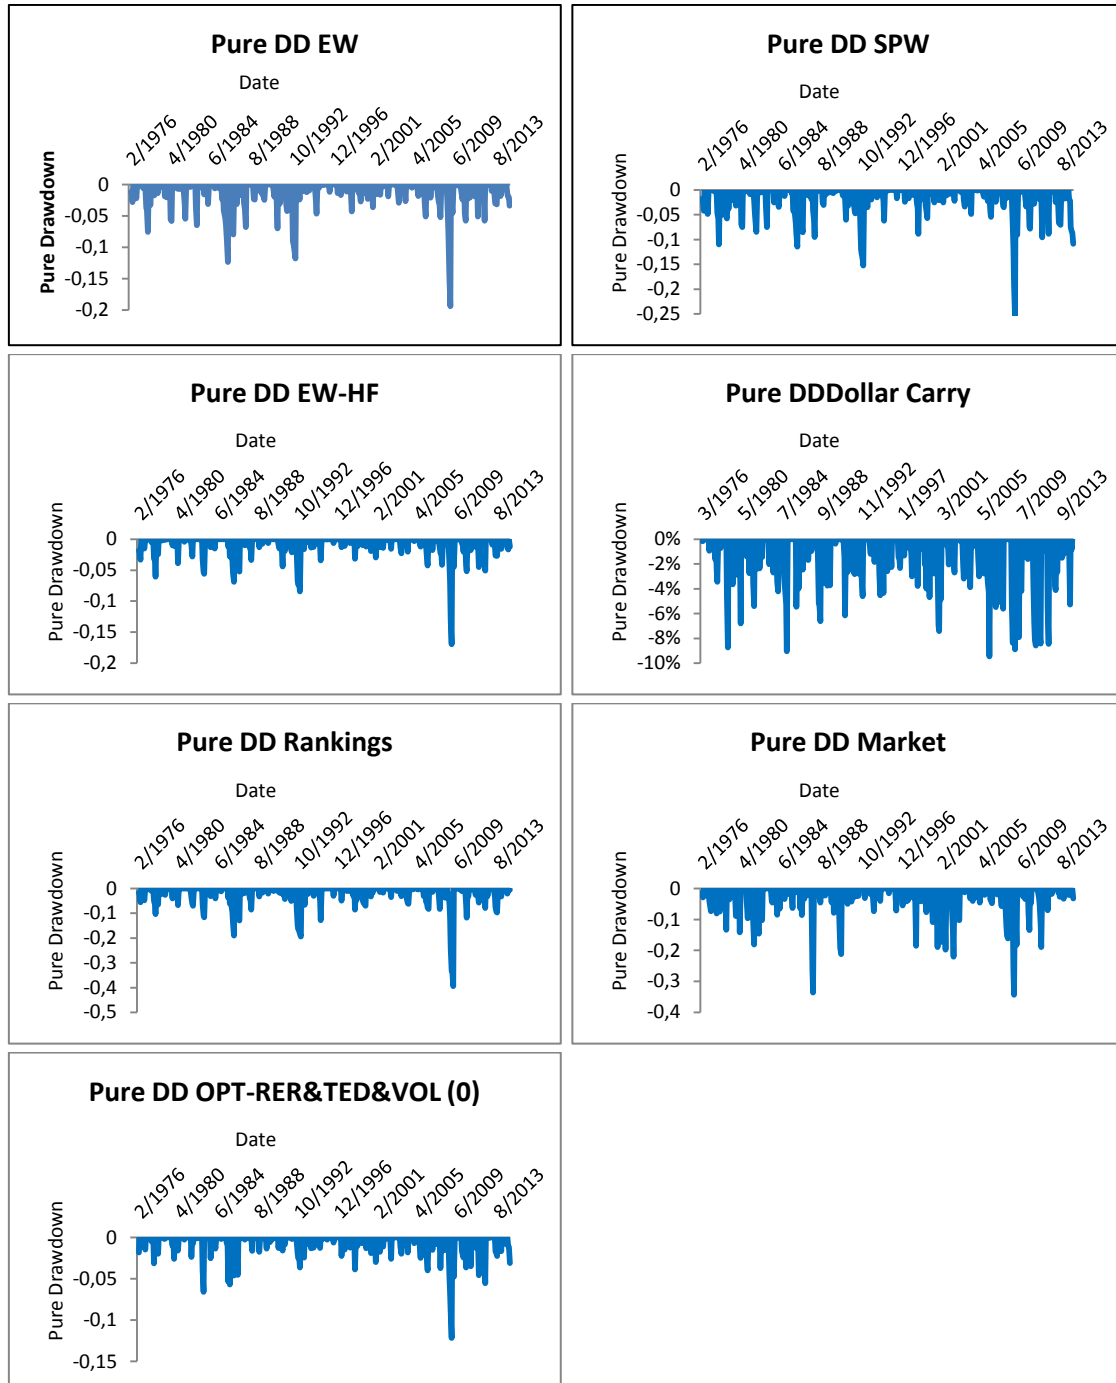 Pure DD EW
Date
2/1976 4/1980 6/1984 8/1988 10/1992 12/1996 2/2001 4/2005 6/2009 8/2013
Pure Drawdown
0
-0,05
-0,1
-0,15
-0,2
Pure DD SPW
Date
2/1976 4/1980 6/1984 8/1988 10/1992 12/1996 2/2001 4/2005 6/2009 8/2013
Pure Drawdown
0
-0,05
-0,1
-0,15
-0,2
-0,25
Pure DD EW-HF
Date
2/1976 4/1980 6/1984 8/1988 10/1992 12/1996 2/2001 4/2005 6/2009 8/2013
Pure Drawdown
0
-0,05
-0,1
-0,15
-0,2
Pure DDDollar Carry
Date
3/1976 5/1980 7/1984 9/1988 11/1992 1/1997 3/2001 5/2005 7/2009 9/2013
Pure Drawdown
0%
-2%
-4%
-6%
-8%
-10%
Pure DD Rankings
Date
2/1976 4/1980 6/1984 8/1988 10/1992 12/1996 2/2001 4/2005 6/2009 8/2013
Pure Drawdown
0
-0,1
-0,2
-0,3
-0,4
-0,5
Pure DD Market
Date
2/1976 4/1980 6/1984 8/1988 10/1992 12/1996 2/2001 4/2005 6/2009 8/2013
Pure Drawdown
0
-0,1
-0,2
-0,3
-0,4
Pure DD OPT-RER&TED&VOL (0)
Date
2/1976 4/1980 6/1984 8/1988 10/1992 12/1996 2/2001 4/2005 6/2009 8/2013
Pure Drawdown
0
-0,05
-0,1
-0,15